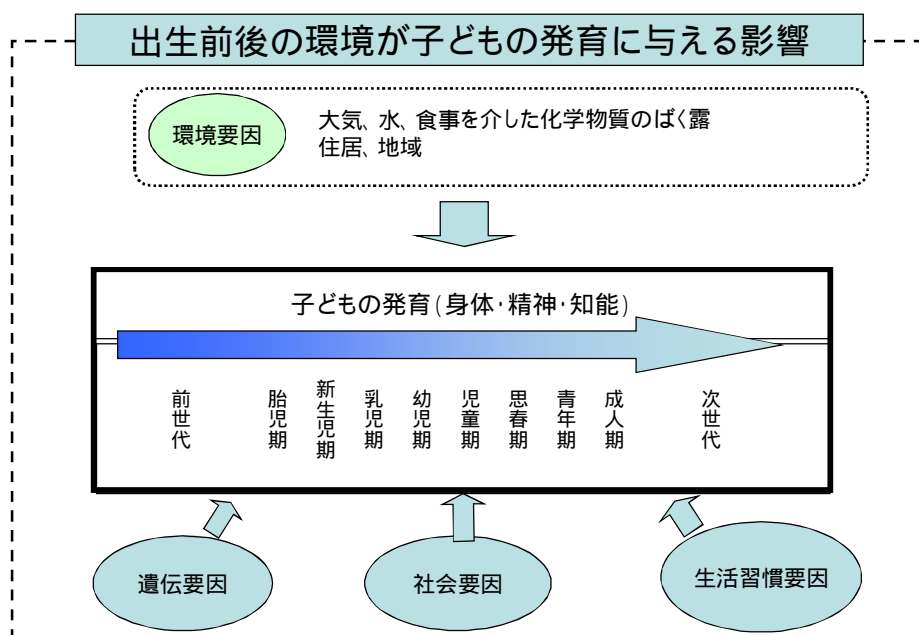 出生前後の環境が子どもの発育に与える影響
環境要因
大気、水、食事を介した化学物質のばく露
住居、地域
子どもの発育(身体・精神・知能)
前世代
胎児期
新生児期
乳児期
幼児期
児童期
思春期
青年期
成人期
次世代
遺伝要因
社会要因
生活習慣要因